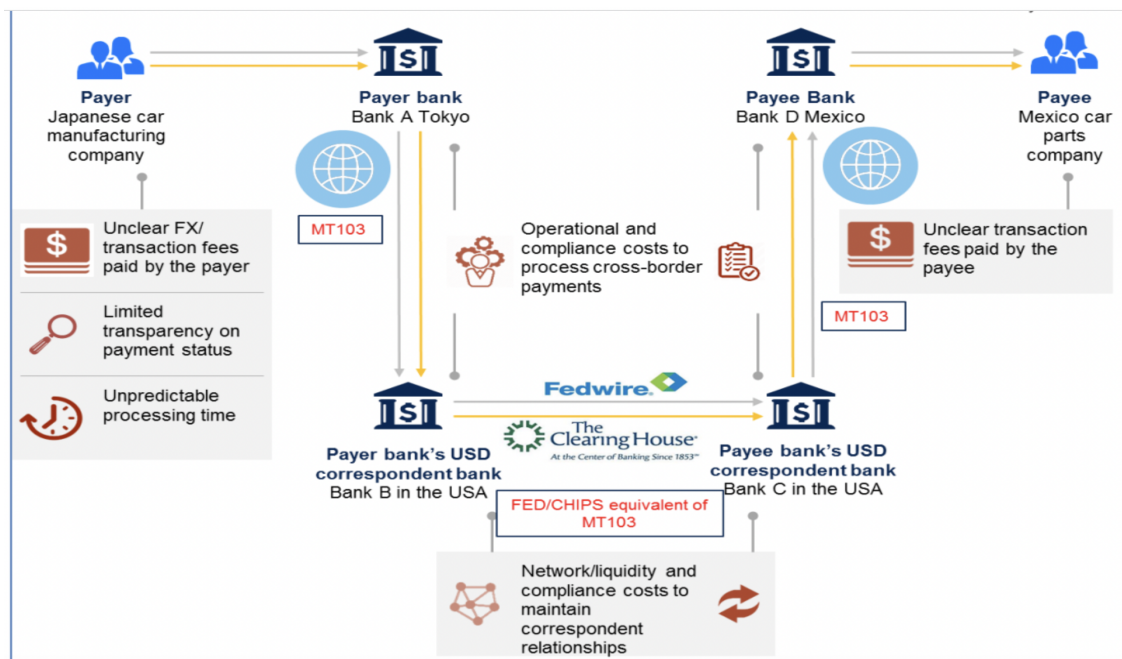 Payer
Japanese car
manufacturing
company
Payer bank
Bank A Tokyo
Payee Bank
Bank D Mexico
Payee
Mexico car
parts
company
MT103
Unclear FX/
transaction fees
paid by the payer
Limited
transparency on
payment status
Unpredictable
processing time
Operational and
compliance costs to
process cross-border
payments
Unclear transaction
fees paid by the
payee
MT103
Fedwire®
The
Clearing House®
At the Center of Banking Since 1853℠
Payer bank’s USD
correspondent bank
Bank B in the USA
Payee bank’s USD
correspondent bank
Bank C in the USA
FED/CHIPS equivalent of
MT103
Network/liquidity and
compliance costs to
maintain
correspondent
relationships